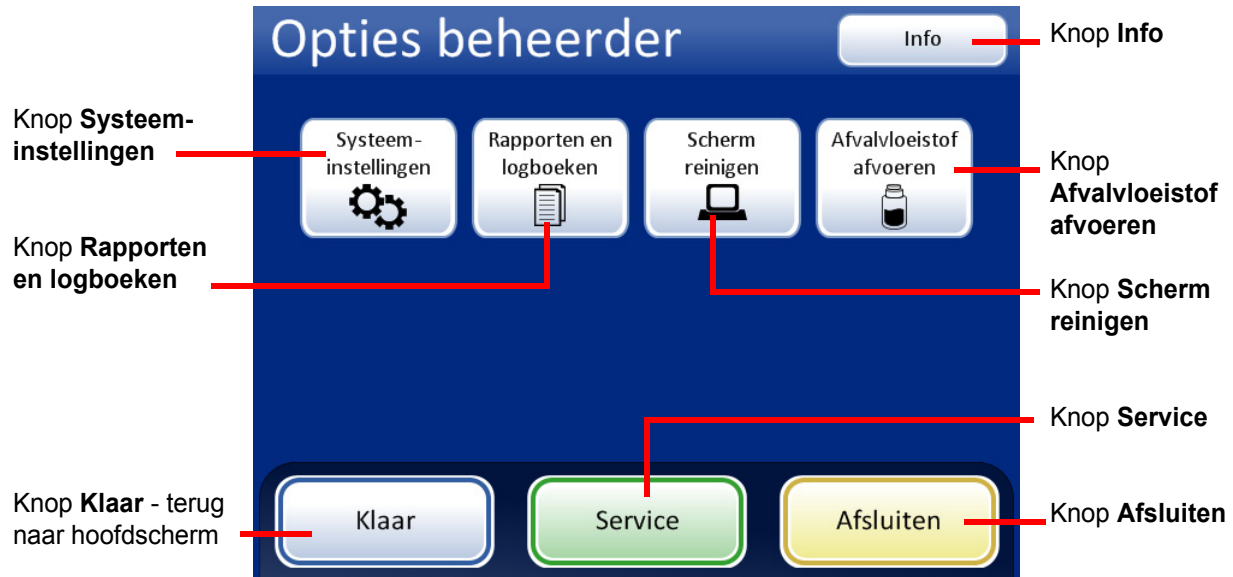 Opties beheerder
Info
Knop Info
Knop Systeem-
instellingen
Systeem-
instellingen
Rapporten en
logboeken
Scherm
reinigen
Afvalvloeistof
afvoeren
Knop
Afvalvloeistof
afvoeren
Knop Rapporten
en logboeken
Knop Scherm
reinigen
Knop Service
Knop Klaar - terug
naar hoofdscherm
Klaar
Service
Afsluiten
Knop Afsluiten